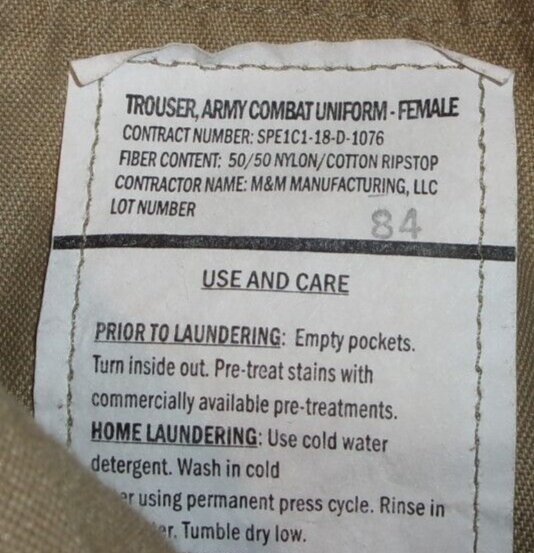 TROUSER, ARMY COMBAT UNIFORM - FEMALE
CONTRACT NUMBER: SPE1C1-18-D-1076
FIBER CONTENT: 50/50 NYLON/COTTON RIPSTOP
CONTRACTOR NAME: M&M MANUFACTURING, LLC
LOT NUMBER 84
USE AND CARE
PRIOR TO LAUNDERING: Empty pockets.
Turn inside out. Pre-treat stains with
commercially available pre-treatments.
HOME LAUNDERING: Use cold water
detergent. Wash in cold
using permanent press cycle. Rinse in
Tumble dry low.